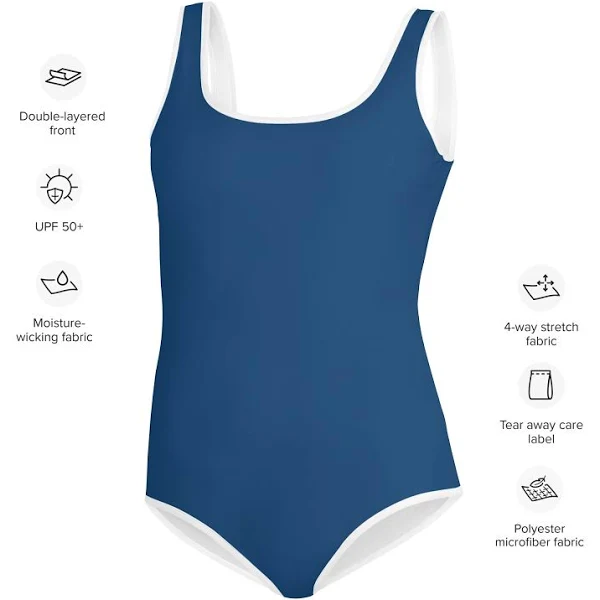 Double-layered
front
UPF 50+
Moisture-
wicking fabric
4-way stretch
fabric
Tear away care
label
Polyester
microfiber fabric